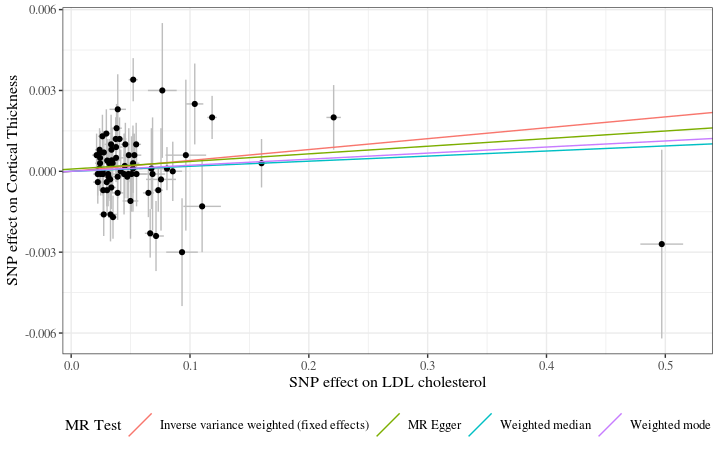 0.006
0.003
0.000
-0.003
-0.006
SNP effect on Cortical Thickness
0.0 0.1 0.2 0.3 0.4 0.5
SNP effect on LDL cholesterol
MR Test Inverse variance weighted (fixed effects) MR Egger Weighted median Weighted mode